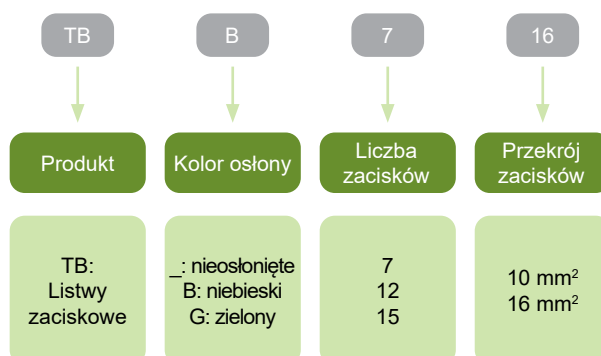 TB B 7 16
Produkt Kolor osłony Liczba zacisków Przekrój zacisków
TB:
Listwy
zaciskowe
_: nieosłonięte
B: niebieski
G: zielony
7
12
15
10 mm²
16 mm²